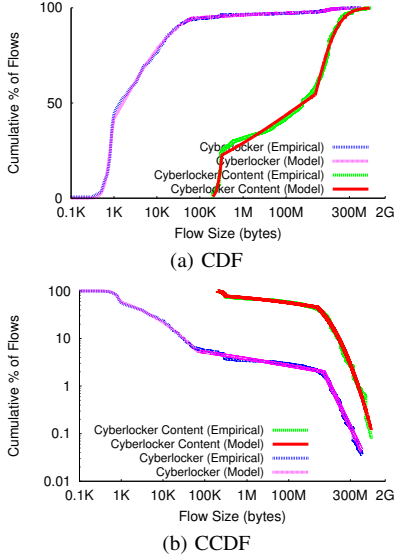 100
50
0
Cumulative % of Flows
Cyberlocker (Empirical)
Cyberlocker (Model)
Cyberlocker Content (Empirical)
Cyberlocker Content (Model)
0.1K 1K 10K 100K 1M 100M 300M 2G
Flow Size (bytes)
(a) CDF
100
10
1
0.1
0.01
Cumulative % of Flows
Cyberlocker Content (Empirical)
Cyberlocker Content (Model)
Cyberlocker (Empirical)
Cyberlocker (Model)
0.1K 1K 10K 100K 100M 300M 2G
Flow Size (bytes)
(b) CCDF